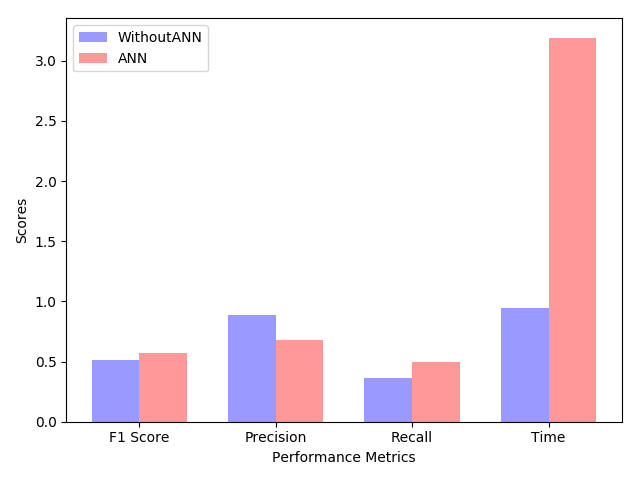 WithoutANN
ANN
3.0
2.5
2.0
1.5
1.0
0.5
0.0
Scores
F1 Score Precision Recall Time
Performance Metrics